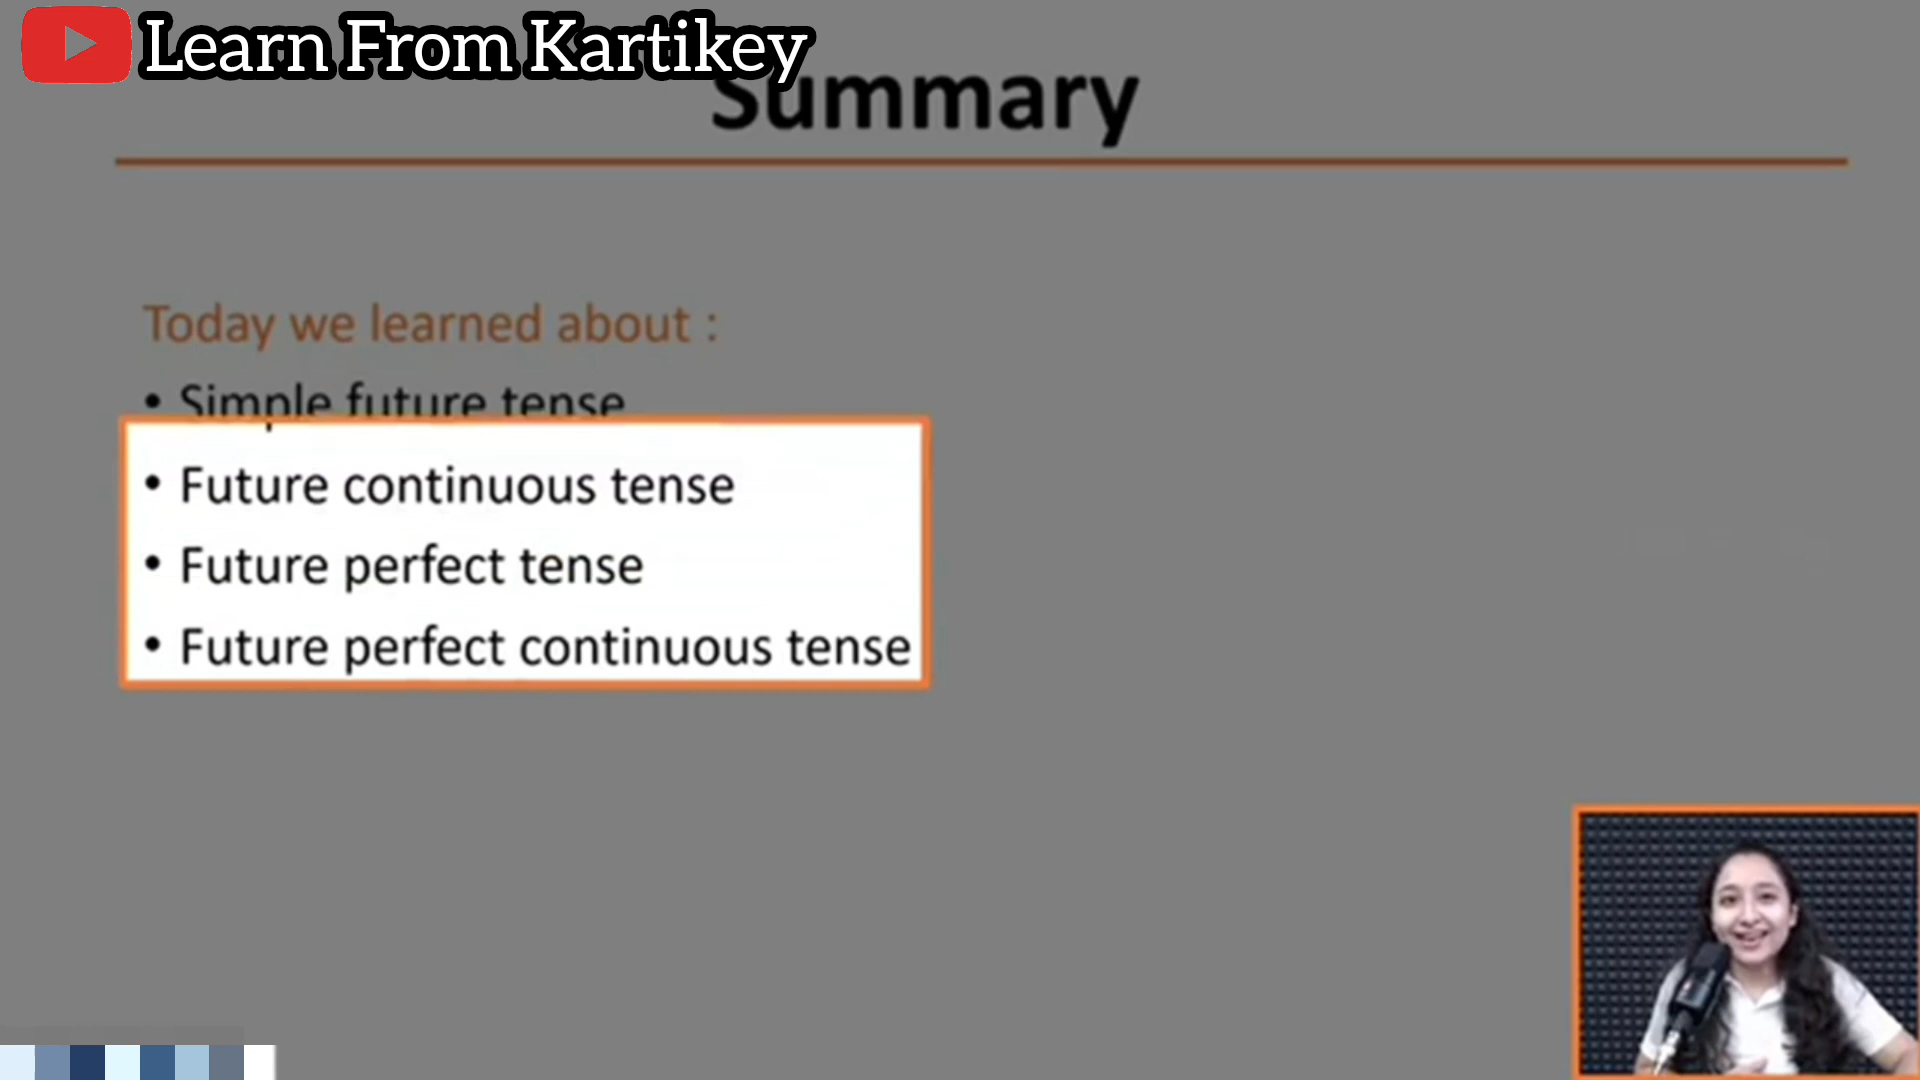 Learn From Kartikey
Summary
Today we learned about :
• Simple future tense
• Future continuous tense
• Future perfect tense
• Future perfect continuous tense